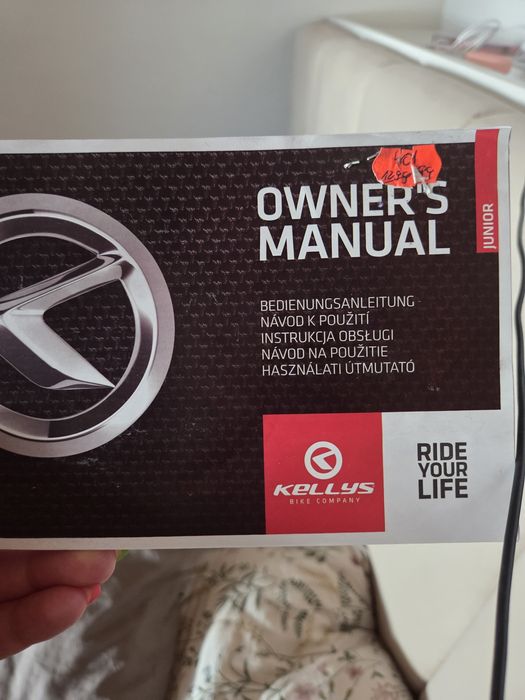 OWNER'S
MANUAL
JUNIOR
BEDIENUNGSANLEITUNG
NÁVOD K POUŽITÍ
INSTRUKCJA OBSŁUGI
NÁVOD NA POUŽITIE
HASZNÁLATI ÚTMUTATÓ
KELLYS
BIKE COMPANY
RIDE
YOUR
LIFE